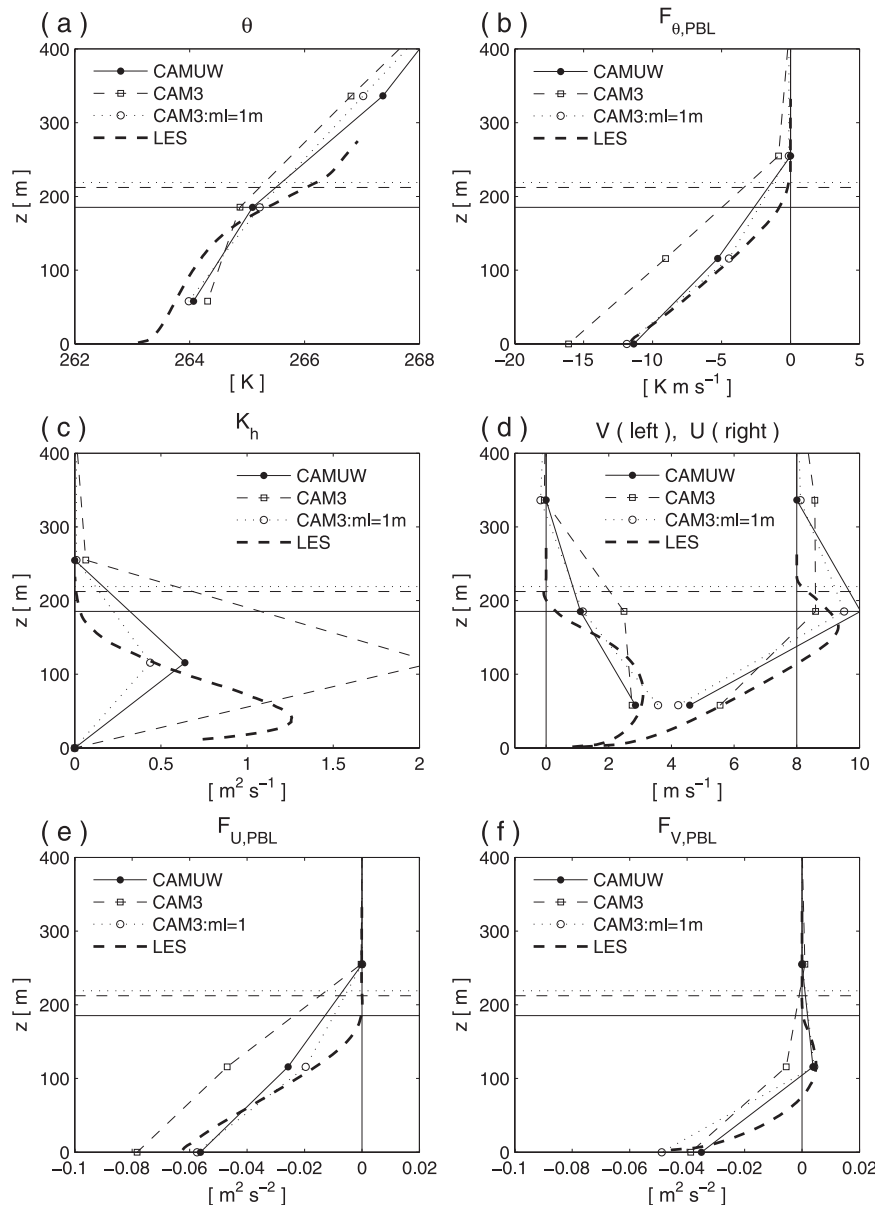 ( a ) θ
400
300
200
100
0
z [ m ]
CAMUW
CAM3
CAM3:ml=1m
LES
262 264 266 268
[ K ]
( b ) F_θ,PBL
400
300
200
100
0
z [ m ]
CAMUW
CAM3
CAM3:ml=1m
LES
−20 −15 −10 −5 0 5
[ K m s⁻¹ ]
( c ) K_h
400
300
200
100
0
z [ m ]
CAMUW
CAM3
CAM3:ml=1m
LES
0 0.5 1 1.5 2
[ m² s⁻¹ ]
( d ) V ( left ), U ( right )
400
300
200
100
0
z [ m ]
CAMUW
CAM3
CAM3:ml=1m
LES
0 2 4 6 8 10
[ m s⁻¹ ]
( e ) F_U,PBL
400
300
200
100
0
z [ m ]
CAMUW
CAM3
CAM3:ml=1
LES
−0.1 −0.08 −0.06 −0.04 −0.02 0 0.02
[ m² s⁻² ]
( f ) F_V,PBL
400
300
200
100
0
z [ m ]
CAMUW
CAM3
CAM3:ml=1m
LES
−0.1 −0.08 −0.06 −0.04 −0.02 0 0.02
[ m² s⁻² ]